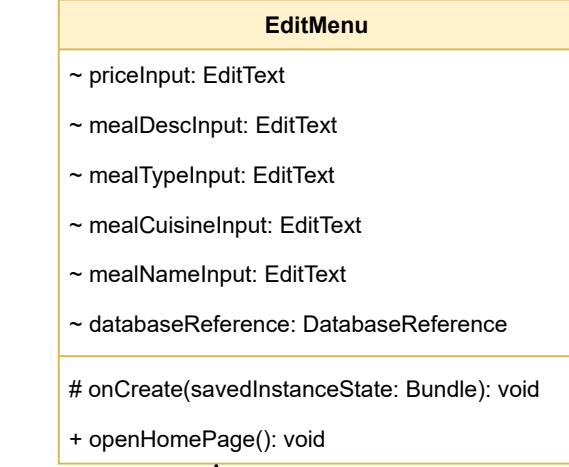 EditMenu
~ priceInput: EditText
~ mealDescInput: EditText
~ mealTypeInput: EditText
~ mealCuisineInput: EditText
~ mealNameInput: EditText
~ databaseReference: DatabaseReference
# onCreate(savedInstanceState: Bundle): void
+ openHomePage(): void